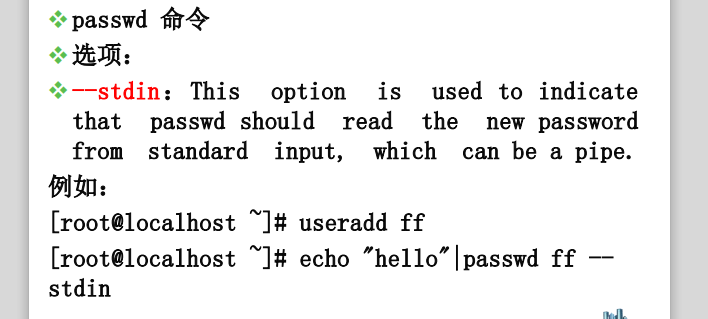 passwd 命令
选项：
--stdin：This option is used to indicate
that passwd should read the new password
from standard input, which can be a pipe.
例如：
[root@localhost ~]# useradd ff
[root@localhost ~]# echo "hello"|passwd ff --
stdin